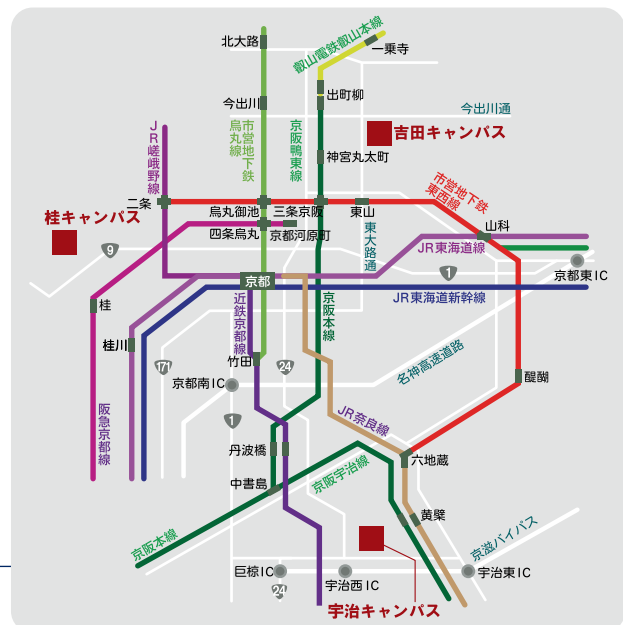 北大路
叡山電鉄叡山本線
一乗寺
出町柳
今出川
今出川通
JR嵯峨野線
市営地下鉄
烏丸線
京阪鴨東線
吉田キャンパス
神宮丸太町
市営地下鉄
東西線
二条
烏丸御池
三条京阪
東山
桂キャンパス
四条烏丸
京都河原町
東大路通
山科
JR東海道線
9
1
京都東IC
京都
JR東海道新幹線
桂
近鉄京都線
京阪本線
桂川
竹田
171
24
名神高速道路
京都南IC
醍醐
阪急京都線
1
JR奈良線
丹波橋
六地蔵
中書島
京阪宇治線
黄檗
京阪本線
京滋バイパス
巨椋IC
宇治西IC
宇治東IC
24
宇治キャンパス